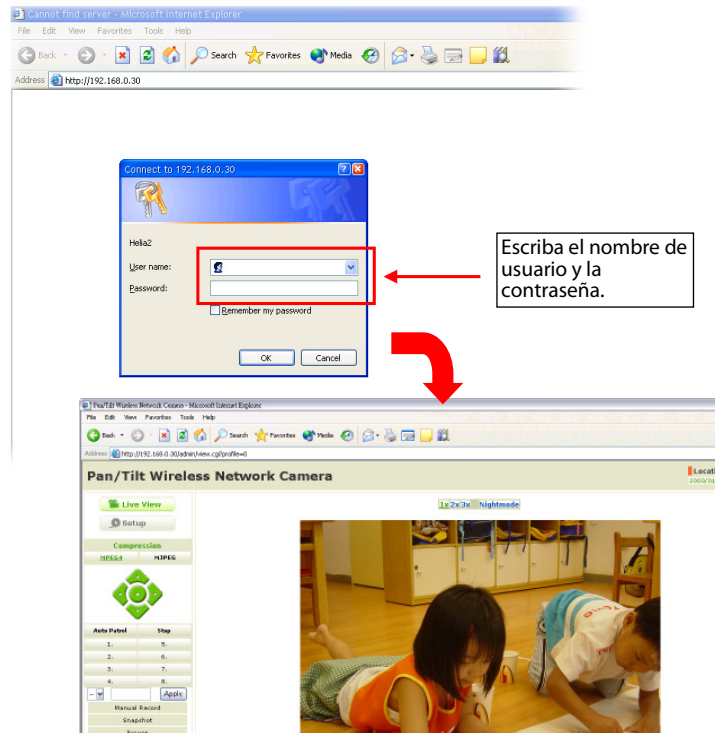 Cannot find server - Microsoft Internet Explorer
File Edit View Favorites Tools Help
Back Search Favorites Media
Address http://192.168.0.30
Connect to 192.168.0.30
Helia2
User name:
Password:
Remember my password
OK Cancel
Escriba el nombre de
usuario y la
contraseña.
Pan/Tilt Wireless Network Camera - Microsoft Internet Explorer
File Edit View Favorites Tools Help
Back Search Favorites Media
Address http://192.168.0.30/admin/view.cgi?profile=0
Pan/Tilt Wireless Network Camera
Live View
Setup
1x 2x 3x Nightmode
Compression
MPEG4 MJPEG
Auto Patrol Stop
1. 5.
2. 6.
3. 7.
4. 8.
-- Apply
Manual Record
Snapshot
Browse